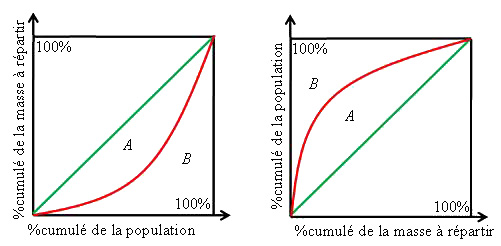 %cumulé de la masse à répartir
100%
A
B
100%
%cumulé de la population
%cumulé de la population
100%
B
A
100%
%cumulé de la masse à répartir